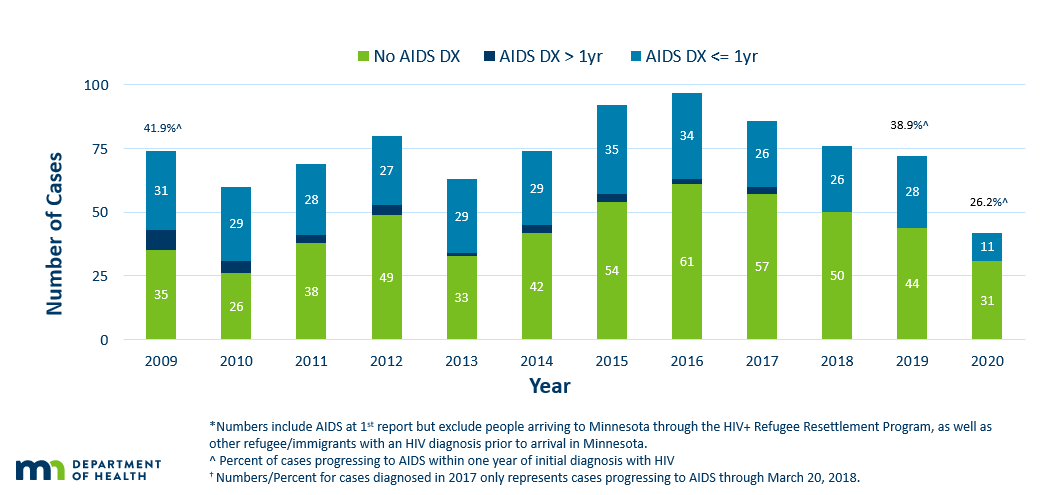 No AIDS DX AIDS DX > 1yr AIDS DX <= 1yr
100
75
50
25
0
Number of Cases
41.9%^
38.9%^
26.2%^
31 29 28 27 29 29 35 34 26 26 28 11
35 26 38 49 33 42 54 61 57 50 44 31
2009 2010 2011 2012 2013 2014 2015 2016 2017 2018 2019 2020
Year
*Numbers include AIDS at 1st report but exclude people arriving to Minnesota through the HIV+ Refugee Resettlement Program, as well as
other refugee/immigrants with an HIV diagnosis prior to arrival in Minnesota.
^ Percent of cases progressing to AIDS within one year of initial diagnosis with HIV
† Numbers/Percent for cases diagnosed in 2017 only represents cases progressing to AIDS through March 20, 2018.
mn DEPARTMENT
OF HEALTH